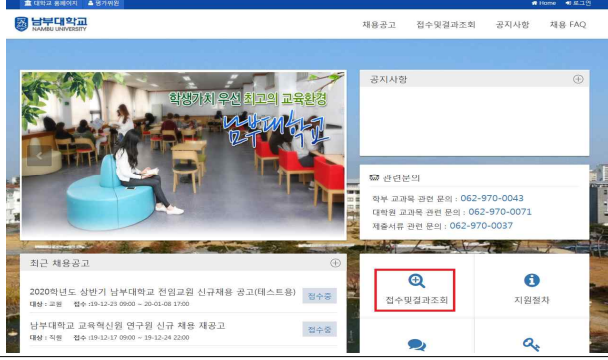 대학교 홈페이지 평가위원
Home 로그인
남부대학교
NAMBU UNIVERSITY
채용공고 접수및결과조회 공지사항 채용 FAQ
학생가치 우선 최고의 교육환경
남부대학교
공지사항
관련문의
학부 교과목 관련 문의 : 062-970-0043
대학원 교과목 관련 문의 : 062-970-0071
제출서류 관련 문의 : 062-970-0037
최근 채용공고
2020학년도 상반기 남부대학교 전임교원 신규채용 공고(테스트용)
접수중
대상 : 교원 접수 :19-12-23 09:00 ~ 20-01-08 17:00
남부대학교 교육혁신원 연구원 신규 채용 재공고
접수중
대상 : 직원 접수 :19-12-17 09:00 ~ 19-12-24 22:00
접수및결과조회
지원절차